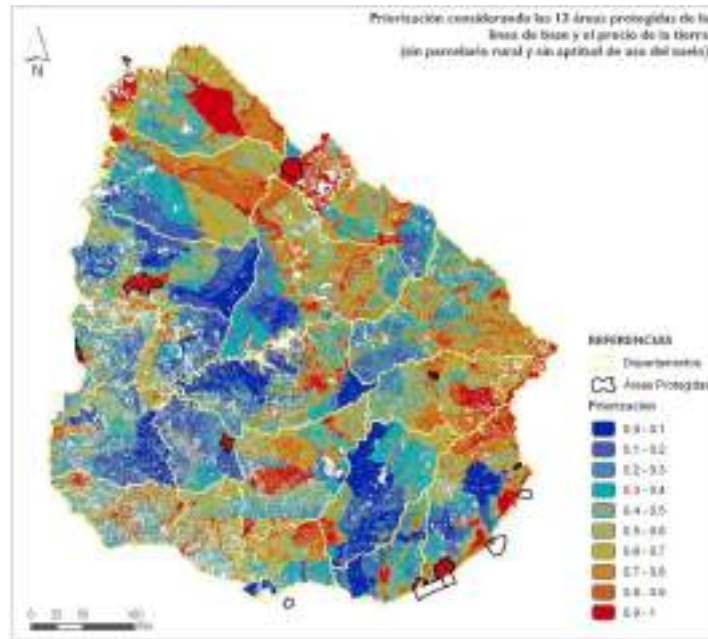 Priorización considerando las 13 áreas protegidas de la
línea de base y el precio de la tierra
(sin parcelario rural y sin aptitud de uso del suelo)
N
REFERENCIAS
Departamentos
Áreas Protegidas
Priorización
0.0 - 0.1
0.1 - 0.2
0.2 - 0.3
0.3 - 0.4
0.4 - 0.5
0.5 - 0.6
0.6 - 0.7
0.7 - 0.8
0.8 - 0.9
0.9 - 1
0